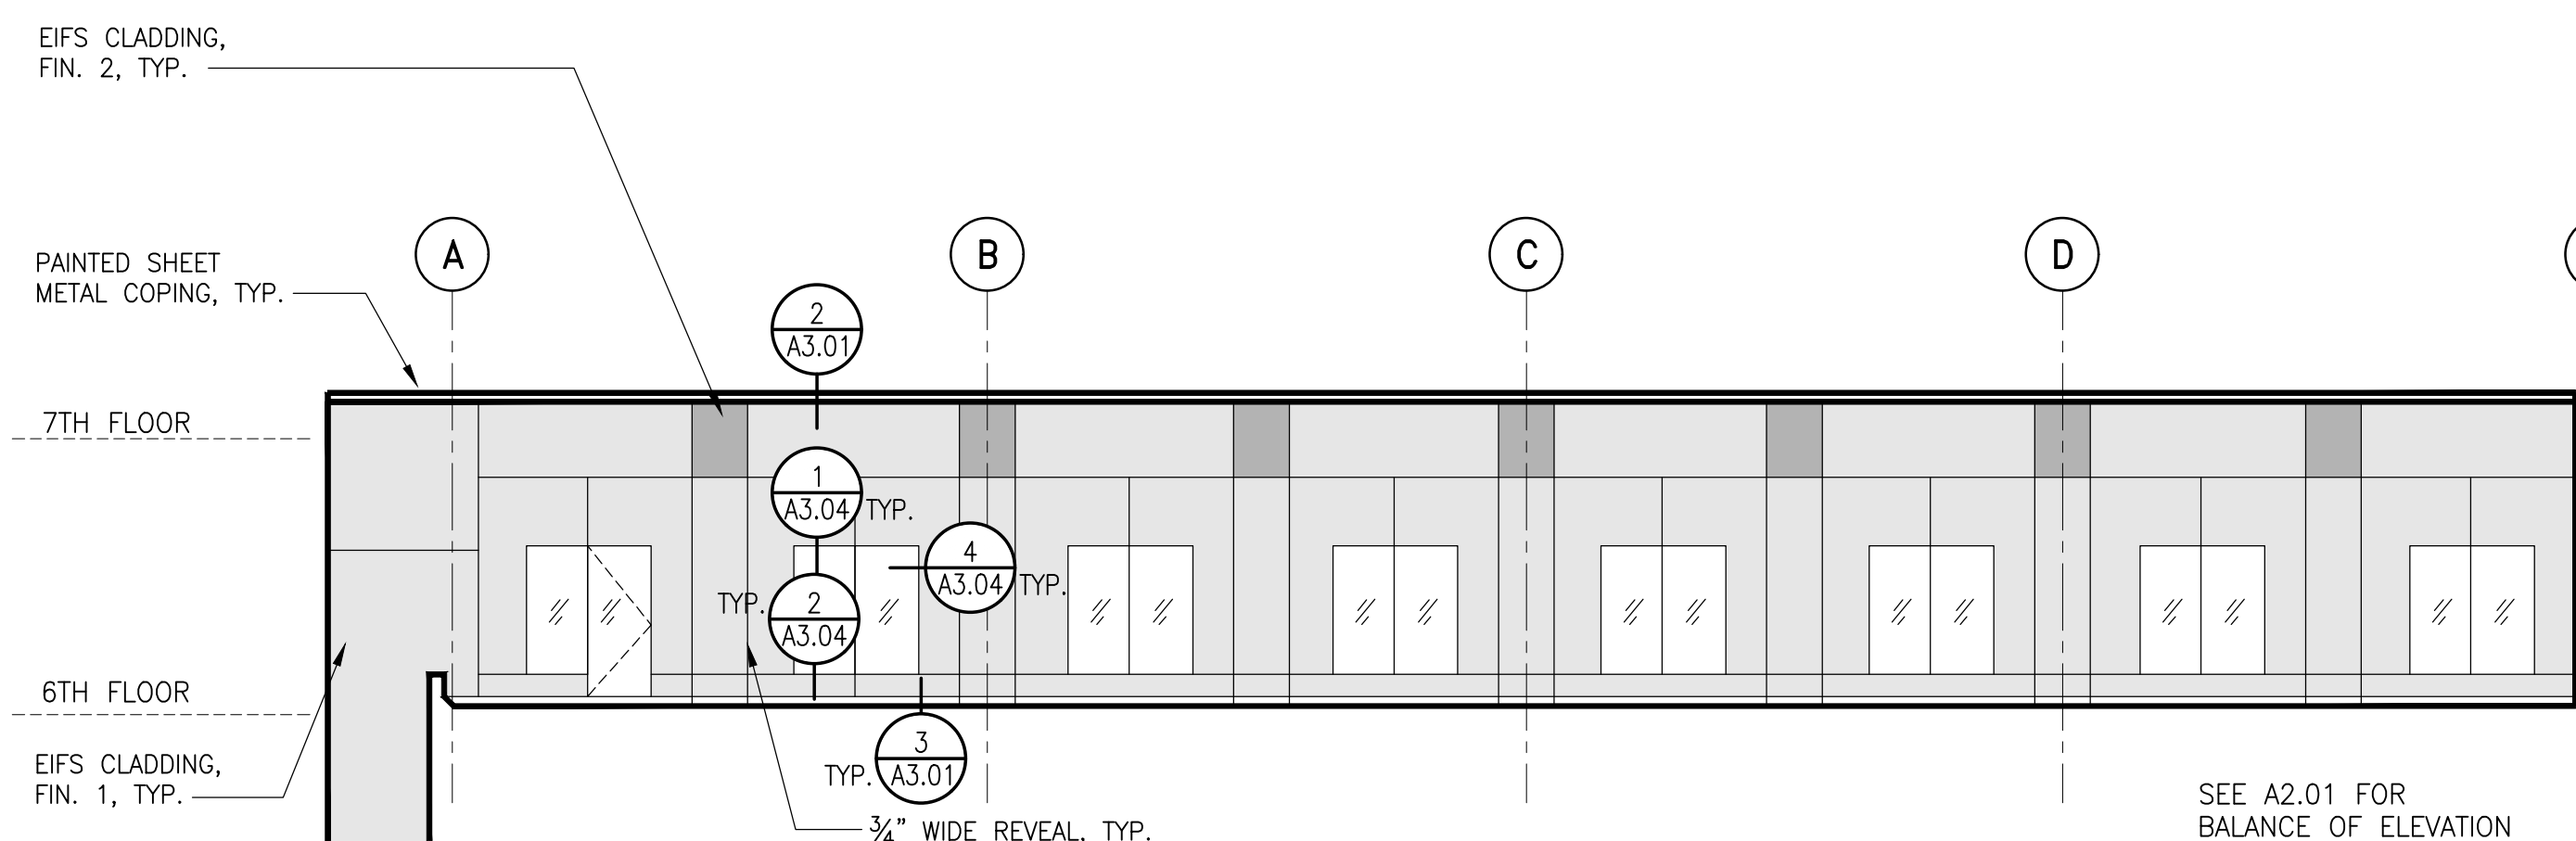 EIFS CLADDING,
FIN. 2, TYP.
PAINTED SHEET
METAL COPING, TYP.
A
B
C
D
2
A3.01
7TH FLOOR
1
A3.04
TYP.
4
A3.04
TYP.
TYP.
2
A3.04
6TH FLOOR
3
A3.01
TYP.
EIFS CLADDING,
FIN. 1, TYP.
3/4” WIDE REVEAL, TYP.
SEE A2.01 FOR
BALANCE OF ELEVATION